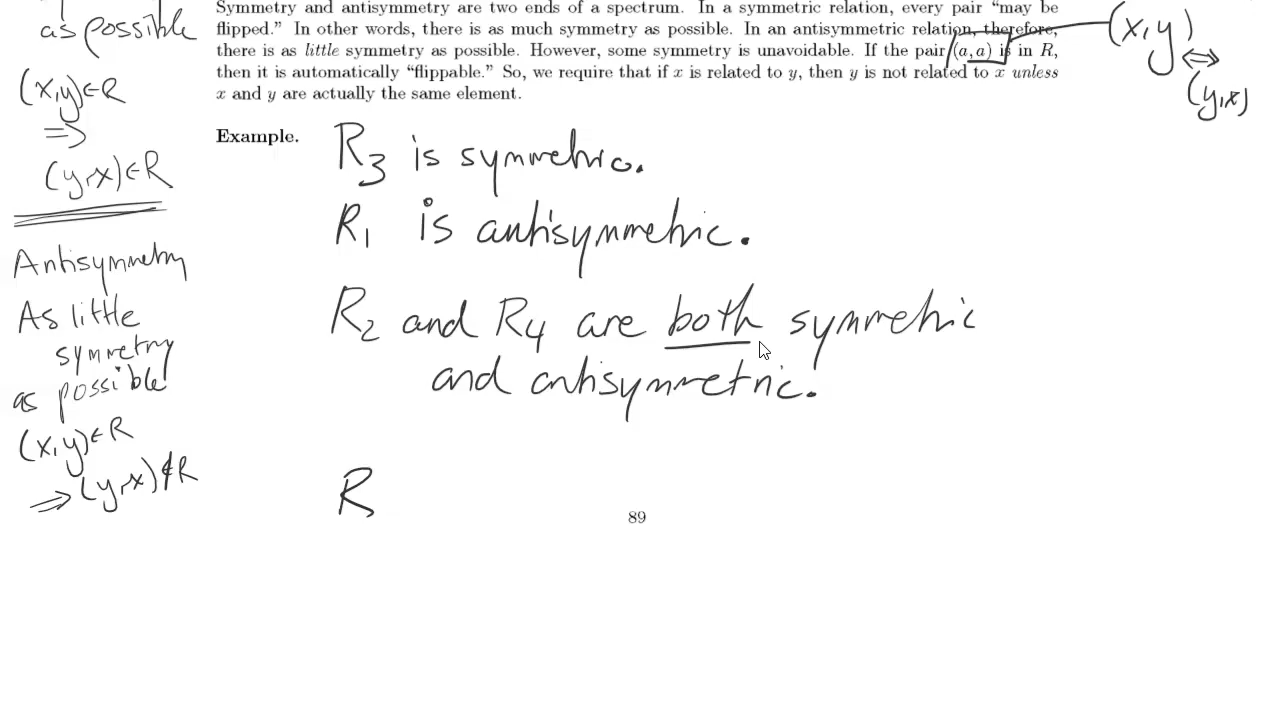 as possible
(x,y)∈R
⇒
(y,x)∈R
Antisymmetry
As little
symmetry
as possible
(x,y)∈R
⇒ (y,x)∉R
Symmetry and antisymmetry are two ends of a spectrum. In a symmetric relation, every pair “may be
flipped.” In other words, there is as much symmetry as possible. In an antisymmetric relation, therefore,
there is as little symmetry as possible. However, some symmetry is unavoidable. If the pair (a, a) is in R,
then it is automatically “flippable.” So, we require that if x is related to y, then y is not related to x unless
x and y are actually the same element.
(x,y)
⇔
(y,x)
Example. R3 is symmetric.
R1 is antisymmetric.
R2 and R4 are both symmetric
and antisymmetric.
R
89